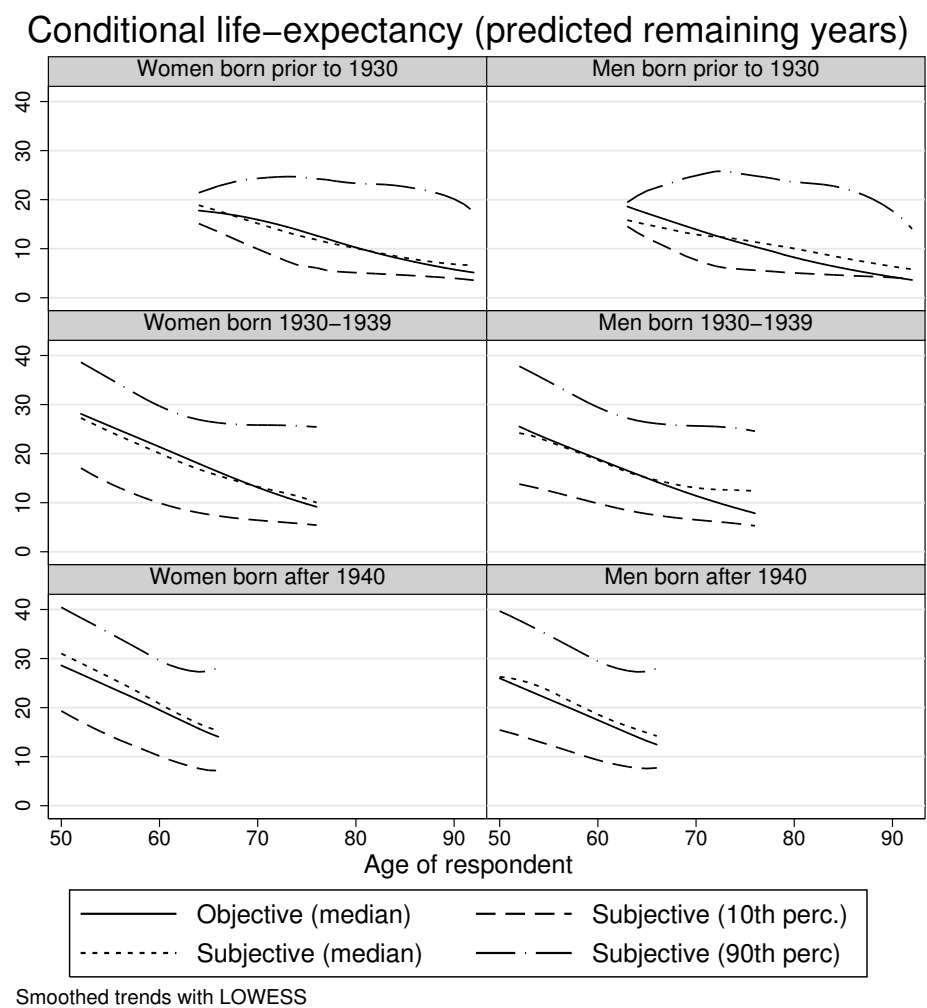 Conditional life−expectancy (predicted remaining years)
Women born prior to 1930
Men born prior to 1930
40
30
20
10
0
Women born 1930−1939
Men born 1930−1939
40
30
20
10
0
Women born after 1940
Men born after 1940
40
30
20
10
0
50 60 70 80 90 50 60 70 80 90
Age of respondent
Objective (median)
Subjective (10th perc.)
Subjective (median)
Subjective (90th perc)
Smoothed trends with LOWESS